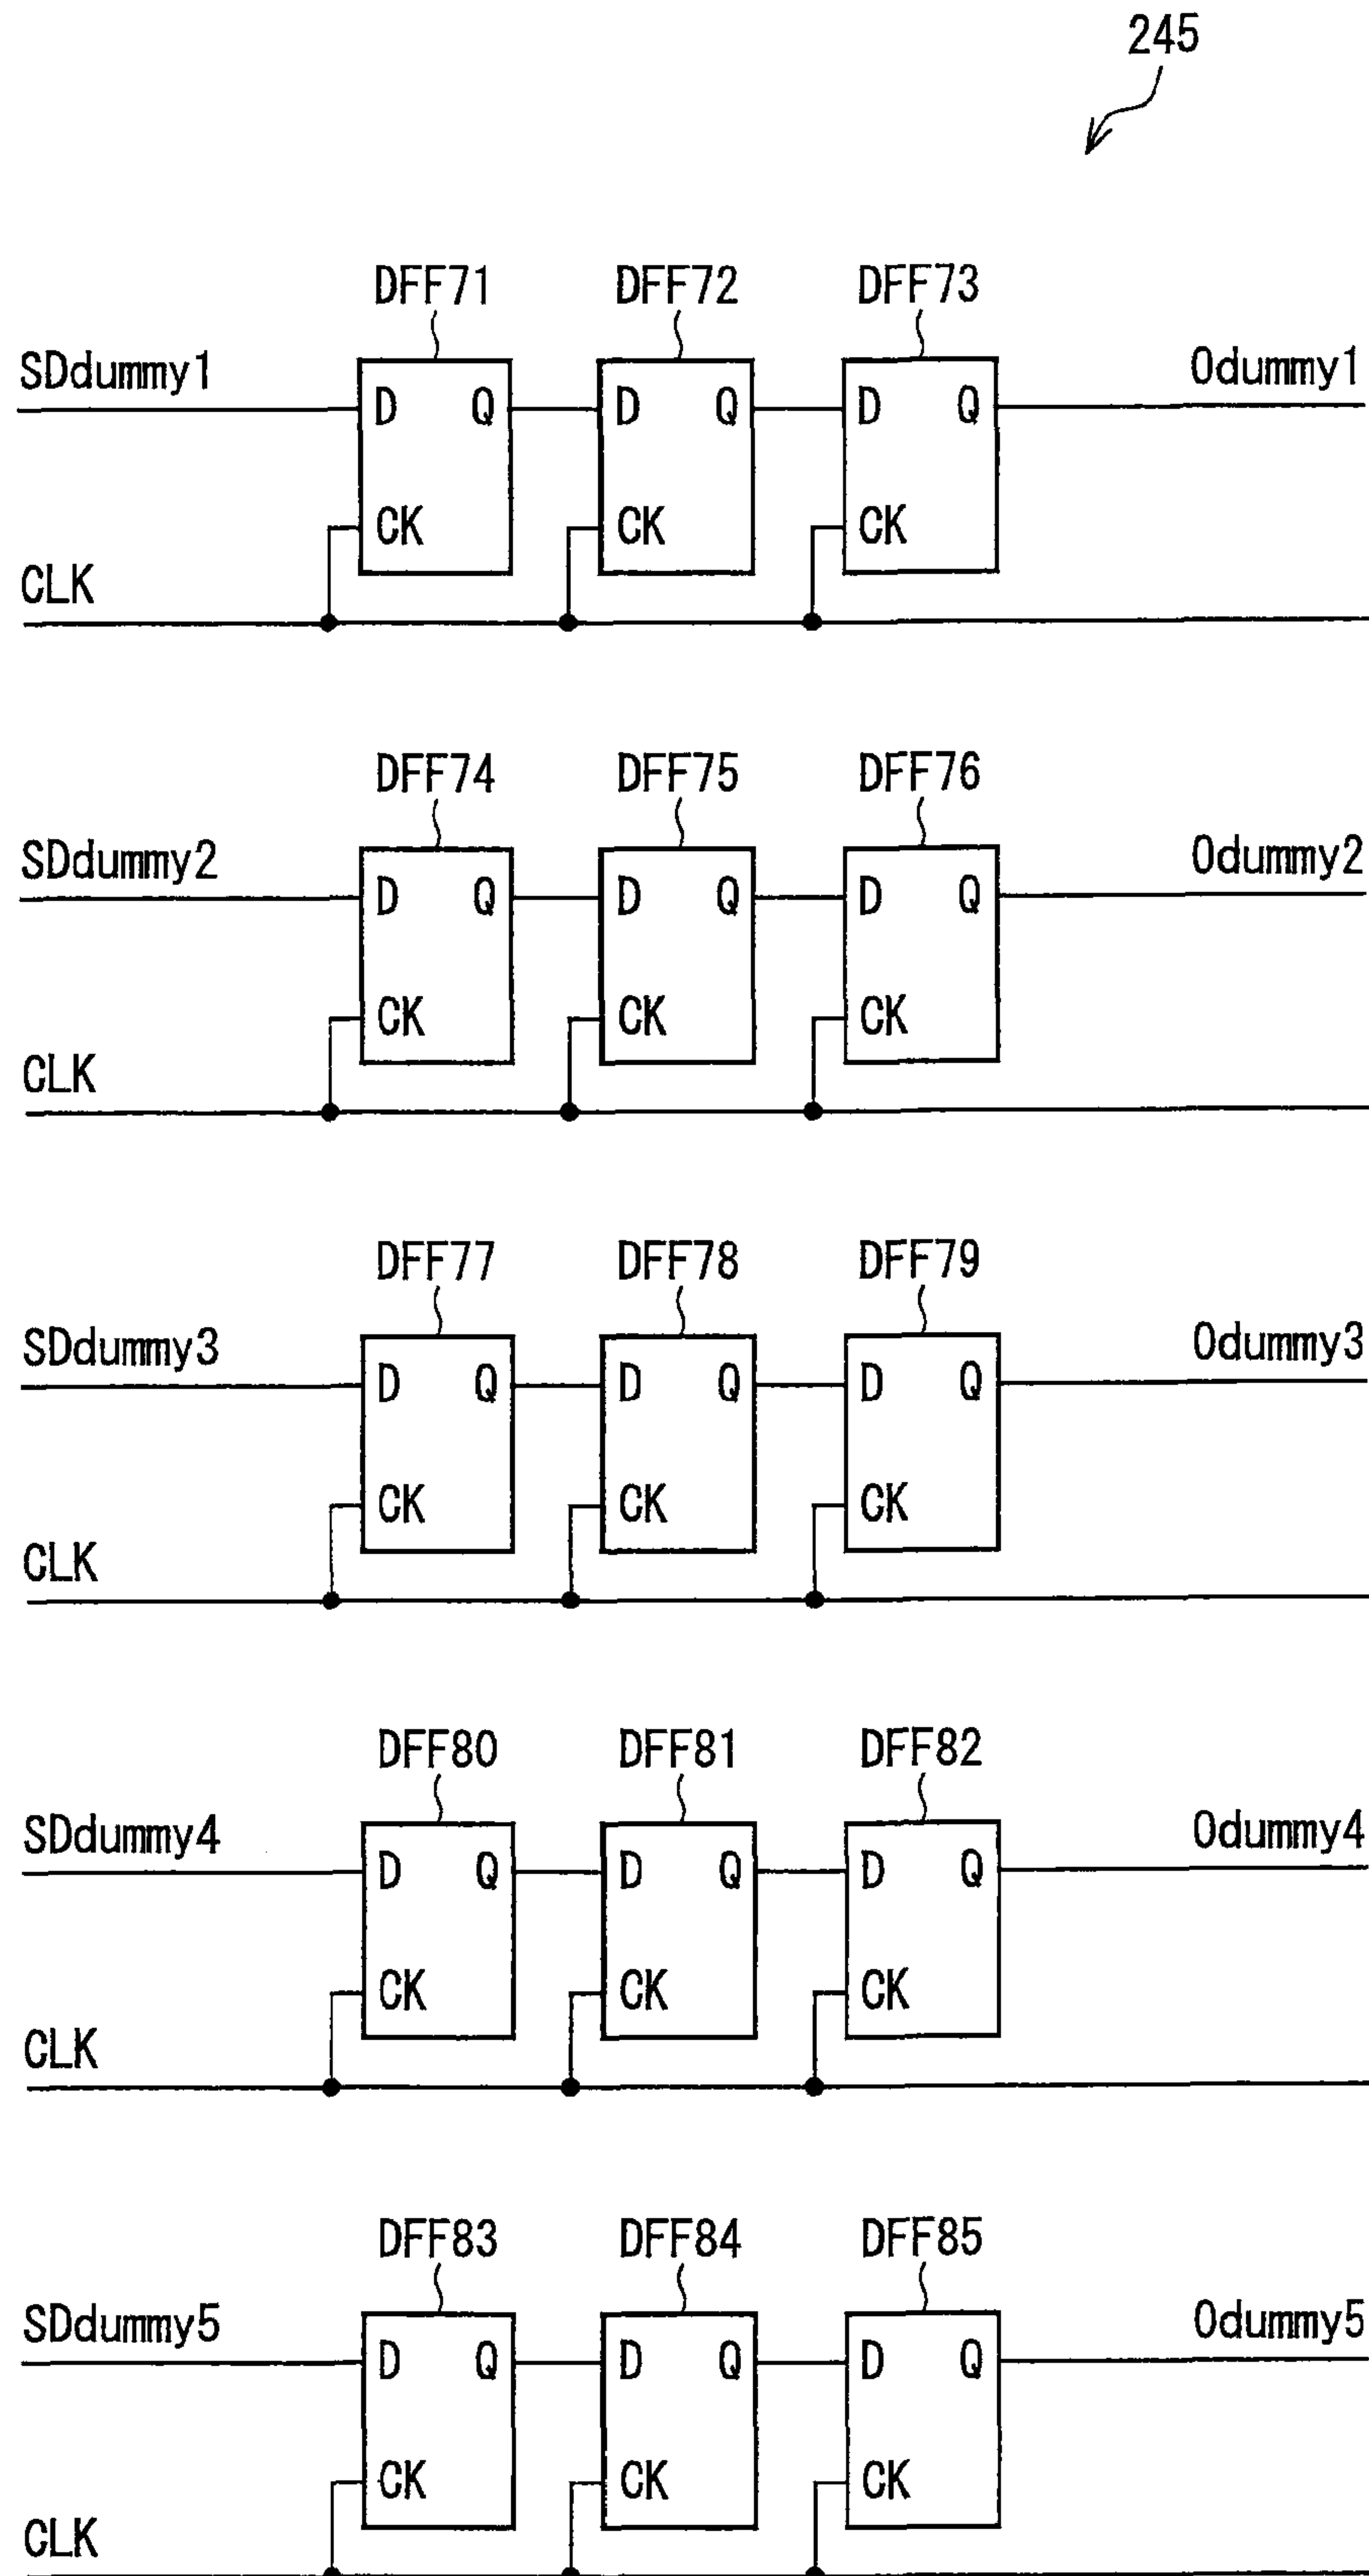 245
DFF71 DFF72 DFF73
SDdummy1 Odummy1
D Q D Q D Q
CK CK CK
CLK
DFF74 DFF75 DFF76
SDdummy2 Odummy2
D Q D Q D Q
CK CK CK
CLK
DFF77 DFF78 DFF79
SDdummy3 Odummy3
D Q D Q D Q
CK CK CK
CLK
DFF80 DFF81 DFF82
SDdummy4 Odummy4
D Q D Q D Q
CK CK CK
CLK
DFF83 DFF84 DFF85
SDdummy5 Odummy5
D Q D Q D Q
CK CK CK
CLK